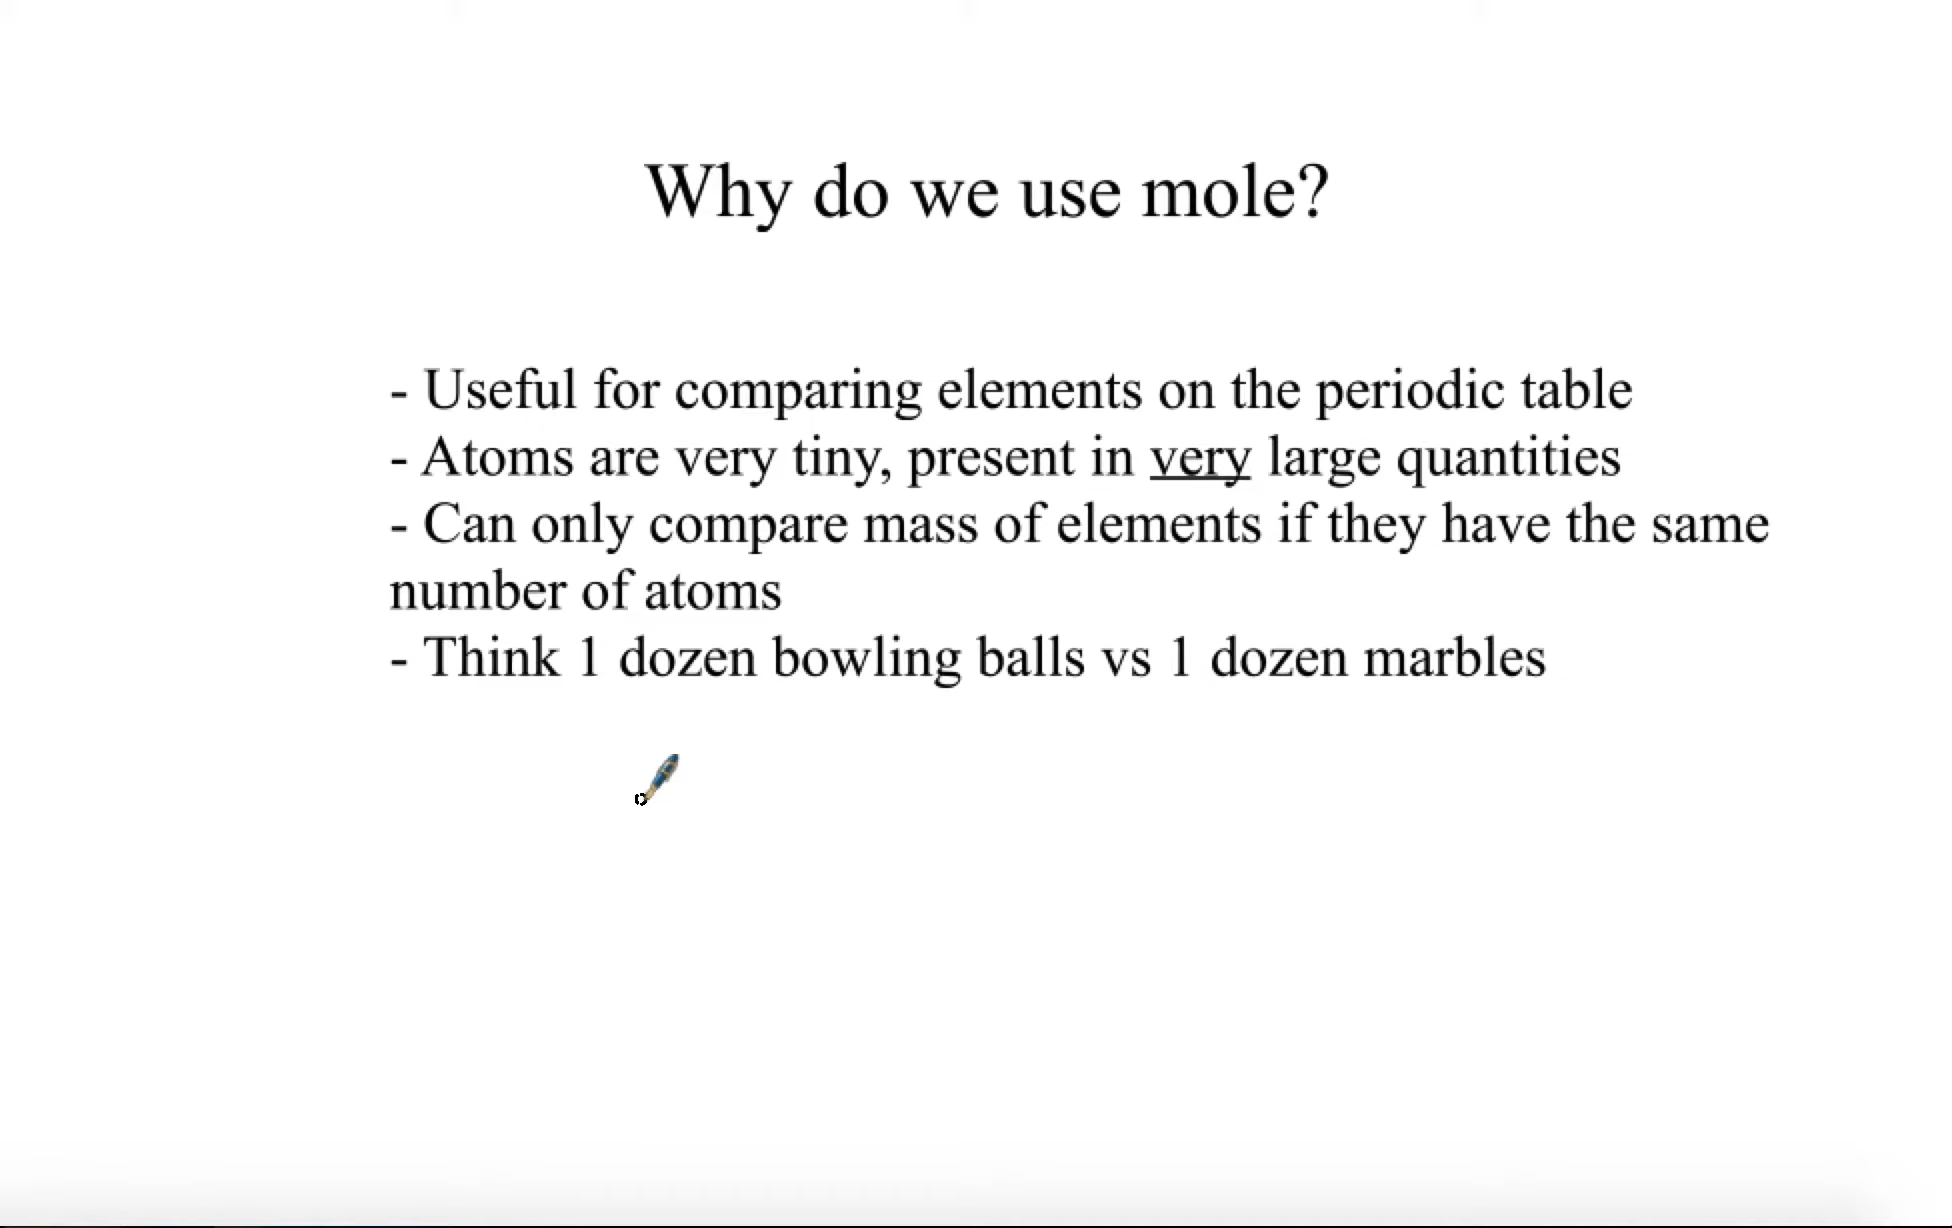 Why do we use mole?
- Useful for comparing elements on the periodic table
- Atoms are very tiny, present in very large quantities
- Can only compare mass of elements if they have the same
number of atoms
- Think 1 dozen bowling balls vs 1 dozen marbles